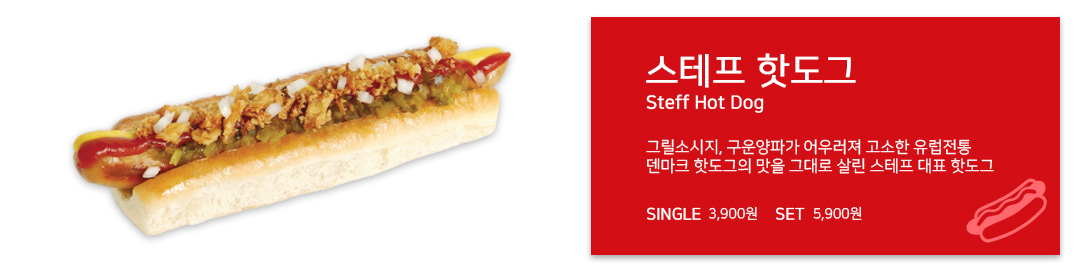 스테프 핫도그
Steff Hot Dog
그릴소시지, 구운양파가 어우러져 고소한 유럽전통
덴마크 핫도그의 맛을 그대로 살린 스테프 대표 핫도그
SINGLE 3,900원 SET 5,900원